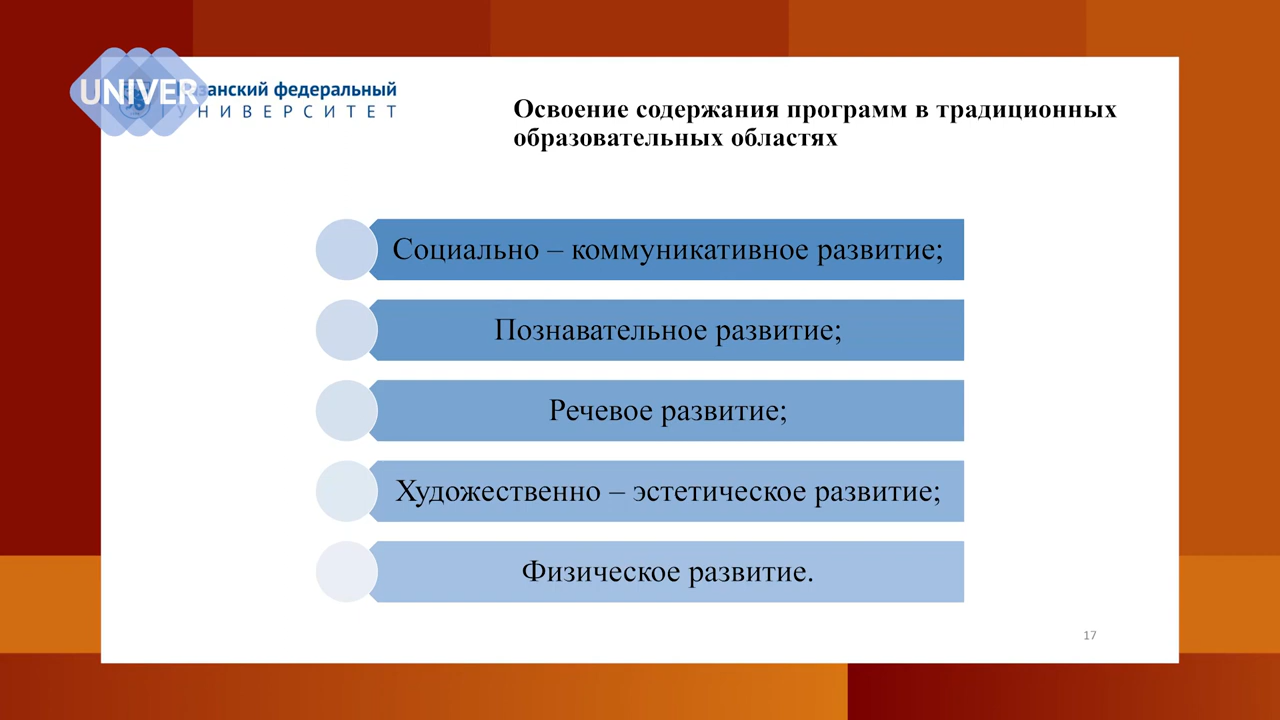 UNIVER
федеральный
УНИВЕРСИТЕТ
Освоение содержания программ в традиционных
образовательных областях
Социально – коммуникативное развитие;
Познавательное развитие;
Речевое развитие;
Художественно – эстетическое развитие;
Физическое развитие.
17